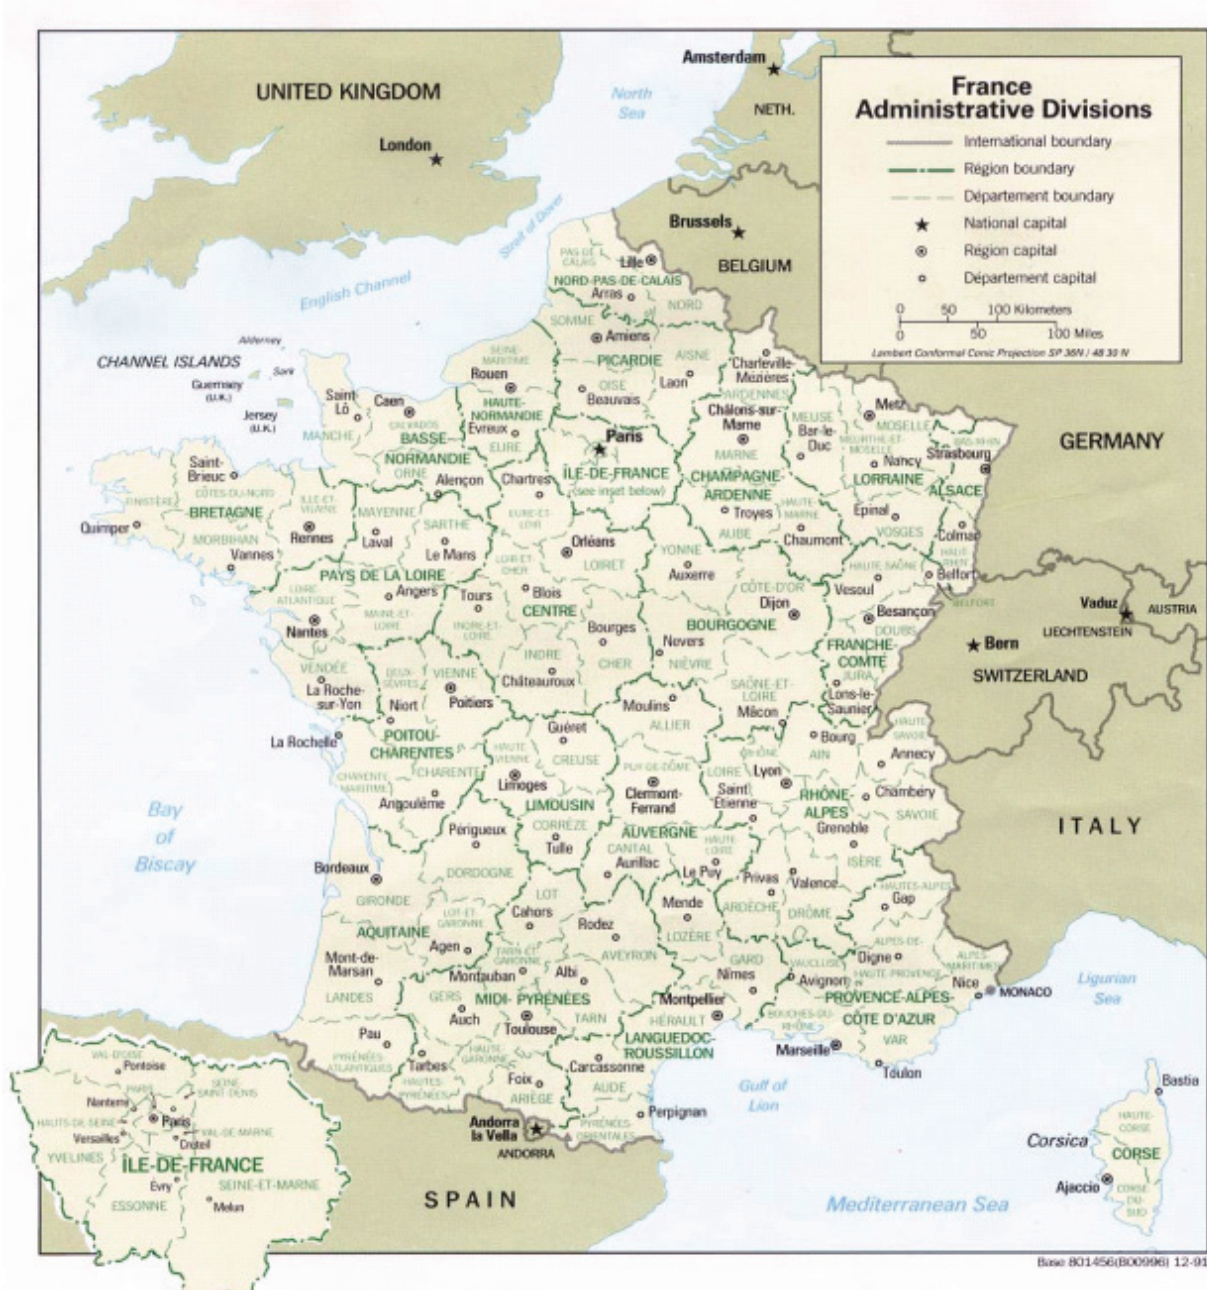 Amsterdam
UNITED KINGDOM
North
Sea
NETH.
London
France
Administrative Divisions
International boundary
Région boundary
Département boundary
National capital
Région capital
Département capital
0 50 100 Kilometers
0 50 100 Miles
Lambert Conformal Conic Projection SP 36N / 48 30 N
Strait of Dover
Brussels
BELGIUM
English Channel
PAS DE
CALAIS
Lille
NORD-PAS-DE-CALAIS
Arras
NORD
SOMME
Amiens
PICARDIE
AISNE
Alderney
CHANNEL ISLANDS
Sark
Guernsey
(U.K.)
Jersey
(U.K.)
SEINE-
MARITIME
Rouen
OISE
Beauvais
Laon
Charleville-
Mézières
ARDENNES
Saint-
Lô
Caen
CALVADOS
MANCHE
BASSE-
NORMANDIE
ORNE
HAUTE-
NORMANDIE
Evreux
EURE
Paris
ÎLE-DE-FRANCE
(see inset below)
Châlons-sur-
Marne
MARNE
CHAMPAGNE-
ARDENNE
MEUSE
Bar-le-
Duc
Metz
MOSELLE
MEURTHE-ET-
MOSELLE
Nancy
LORRAINE
BAS-RHIN
Strasbourg
ALSACE
GERMANY
Saint-
Brieuc
CÔTES-DU-NORD
FINISTÈRE
BRETAGNE
ILLE-ET-
VILAINE
Quimper
MORBIHAN
Rennes
Vannes
MAYENNE
Laval
Alençon
SARTHE
Le Mans
Chartres
EURE-ET-
LOIR
Orléans
LOIRET
LOIR-ET-
CHER
Troyes
AUBE
HAUTE
MARNE
Chaumont
Épinal
VOSGES
Colmar
HAUT
RHIN
YONNE
Auxerre
PAYS DE LA LOIRE
LOIRE
ATLANTIQUE
Angers
MAINE-ET-
LOIRE
Nantes
Tours
INDRE-ET-
LOIRE
Blois
CENTRE
Bourges
CHER
INDRE
Châteauroux
CÔTE-D'OR
Dijon
BOURGOGNE
Nevers
NIÈVRE
SAÔNE-ET-
LOIRE
Mâcon
HAUTE-SAÔNE
Vesoul
Belfort
BELFORT
Besançon
DOUBS
FRANCHE-
COMTÉ
JURA
Lons-le-
Saunier
Vaduz
AUSTRIA
LIECHTENSTEIN
Bern
SWITZERLAND
VENDÉE
La Roche-
sur-Yon
DEUX-
SÈVRES
Niort
VIENNE
Poitiers
La Rochelle
POITOU-
CHARENTES
CHARENTE
MARITIME
CHARENTE
Angoulême
Guéret
HAUTE
VIENNE
CREUSE
Limoges
LIMOUSIN
CORRÈZE
Tulle
Moulins
ALLIER
PUY-DE-DÔME
Clermont-
Ferrand
AUVERGNE
CANTAL
Aurillac
HAUTE
LOIRE
Le Puy
RHÔNE
LOIRE
Lyon
Saint
Étienne
Bourg
AIN
HAUTE
SAVOIE
Annecy
Chambéry
SAVOIE
RHÔNE-
ALPES
Grenoble
ISÈRE
ITALY
Bay
of
Biscay
Bordeaux
GIRONDE
Périgueux
DORDOGNE
AQUITAINE
LOT-ET-
GARONNE
Agen
Mont-de-
Marsan
LANDES
LOT
Cahors
TARN-ET
GARONNE
Montauban
Rodez
AVEYRON
Albi
TARN
Mende
LOZÈRE
Privas
ARDÈCHE
Valence
DRÔME
HAUTES-ALPES
Gap
GARD
Nîmes
VAUCLUSE
Avignon
ALPES-DE-
HAUTE-PROVENCE
Digne
ALPES-
MARITIMES
Nice
MONACO
PROVENCE-ALPES-
CÔTE D'AZUR
BOUCHES-DU-
RHÔNE
VAR
Marseille
Toulon
Ligurian
Sea
GERS
Auch
MIDI-PYRÉNÉES
Toulouse
HAUTE
GARONNE
Montpellier
HÉRAULT
LANGUEDOC-
ROUSSILLON
Pau
PYRÉNÉES
ATLANTIQUES
Tarbes
HAUTES-
PYRÉNÉES
Foix
ARIÈGE
Carcassonne
AUDE
Perpignan
PYRÉNÉES
ORIENTALES
Gulf of
Lion
Andorra
la Vella
ANDORRA
SPAIN
Mediterranean Sea
Bastia
HAUTE-
CORSE
Corsica
CORSE
Ajaccio
CORSE
DU-
SUD
VAL-D'OISE
Pontoise
PARIS
SEINE-
SAINT-DENIS
Nanterre
HAUTS-DE-SEINE
Paris
Versailles
VAL-DE-MARNE
Créteil
YVELINES
ÎLE-DE-FRANCE
Évry
SEINE-ET-MARNE
ESSONNE
Melun
Base 801456(B00996) 12-91